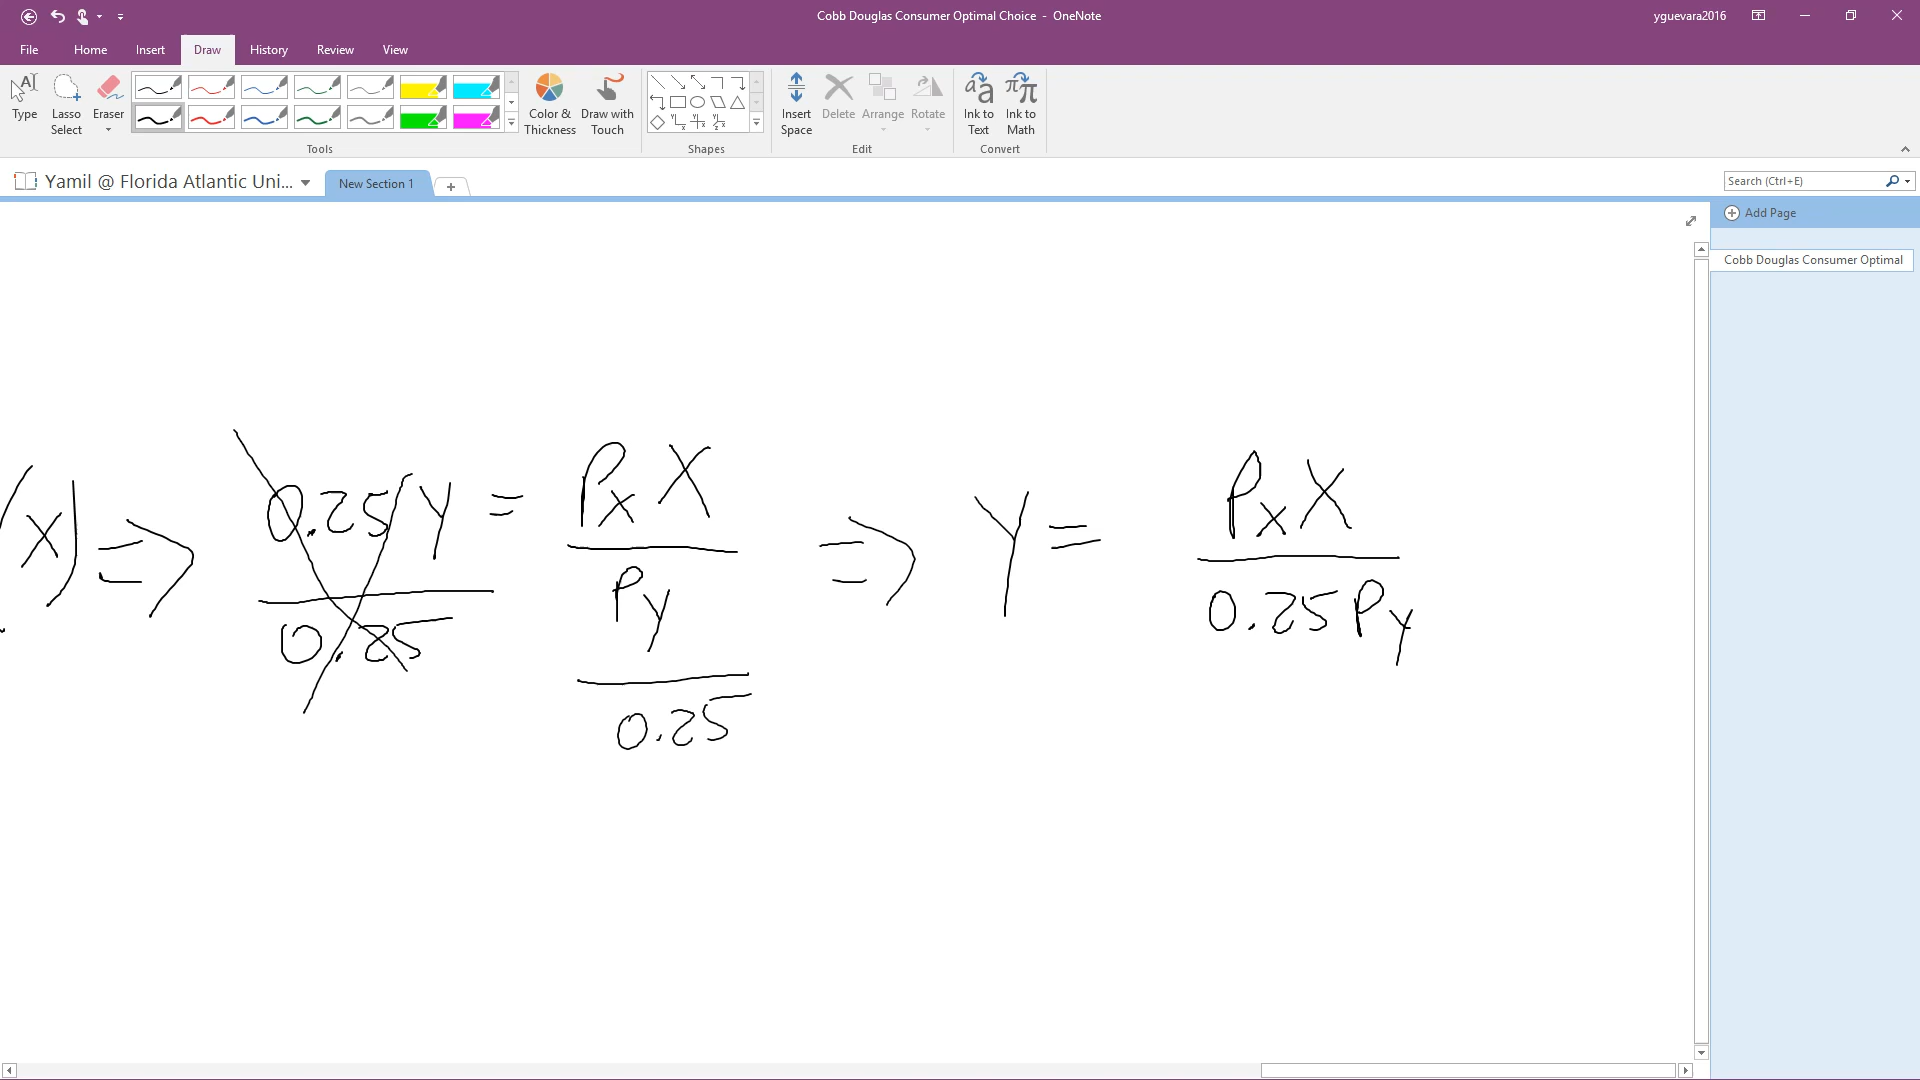 Cobb Douglas Consumer Optimal Choice - OneNote
yguevara2016
File Home Insert Draw History Review View
Type
Lasso Select
Eraser
Color & Thickness
Draw with Touch
Insert Space
Delete
Arrange
Rotate
Ink to Text
Ink to Math
Tools
Shapes
Edit
Convert
Yamil @ Florida Atlantic Uni...
New Section 1
Search (Ctrl+E)
Add Page
Cobb Douglas Consumer Optimal
x) ⇒ 0.25Y / 0.25 = PxX / Py / 0.25 ⇒ Y = PxX / 0.25Py